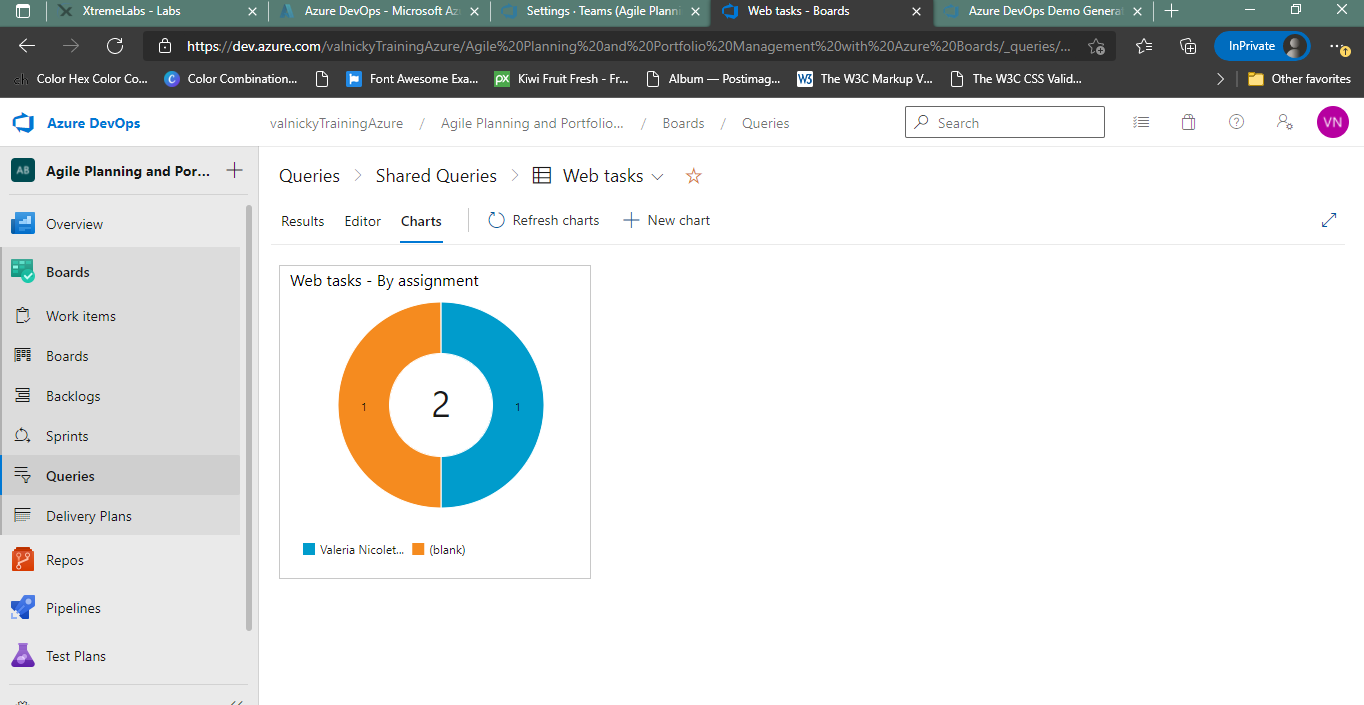 XtremeLabs - Labs
Azure DevOps - Microsoft Az
Settings · Teams (Agile Planni
Web tasks - Boards
Azure DevOps Demo Genera
https://dev.azure.com/valnickyTrainingAzure/Agile%20Planning%20and%20Portfolio%20Management%20with%20Azure%20Boards/_queries/...
InPrivate
ch Color Hex Color Co...
C Color Combination...
Font Awesome Exa...
px Kiwi Fruit Fresh - Fr...
Album — Postimag...
W3 The W3C Markup V...
The W3C CSS Valid...
Other favorites
Azure DevOps
valnickyTrainingAzure / Agile Planning and Portfolio... / Boards / Queries
Search
VN
AB Agile Planning and Por...
Queries > Shared Queries > Web tasks
Overview
Results Editor Charts Refresh charts New chart
Boards
Work items
Boards
Backlogs
Sprints
Queries
Delivery Plans
Repos
Pipelines
Test Plans
Web tasks - By assignment
1
2
1
Valeria Nicolet... (blank)